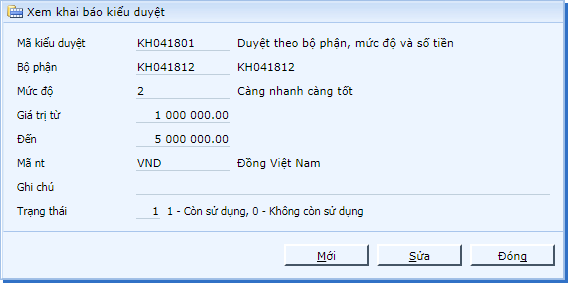 Xem khai báo kiểu duyệt
Mã kiểu duyệt KH041801 Duyệt theo bộ phận, mức độ và số tiền
Bộ phận KH041812 KH041812
Mức độ 2 Càng nhanh càng tốt
Giá trị từ 1 000 000.00
Đến 5 000 000.00
Mã nt VND Đồng Việt Nam
Ghi chú
Trạng thái 1 1 - Còn sử dụng, 0 - Không còn sử dụng
Mới Sửa Đóng